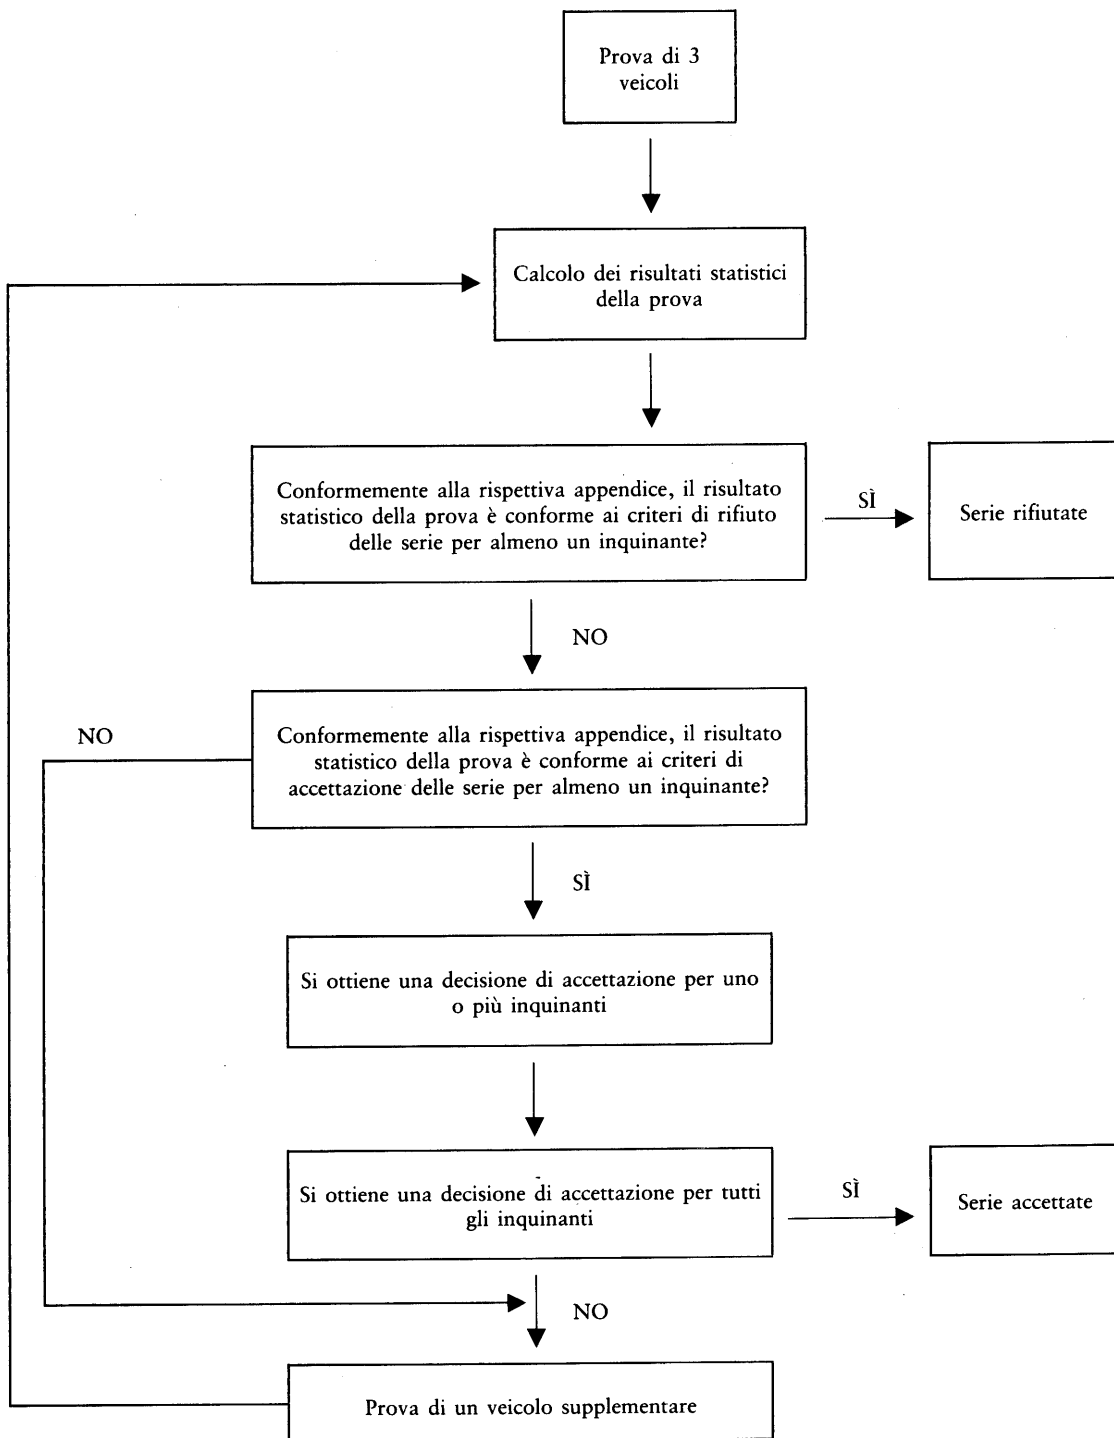 Prova di 3
veicoli
Calcolo dei risultati statistici
della prova
Conformemente alla rispettiva appendice, il risultato
statistico della prova è conforme ai criteri di rifiuto
delle serie per almeno un inquinante?
SÌ
Serie rifiutate
NO
NO
Conformemente alla rispettiva appendice, il risultato
statistico della prova è conforme ai criteri di
accettazione delle serie per almeno un inquinante?
SÌ
Si ottiene una decisione di accettazione per uno
o più inquinanti
Si ottiene una decisione di accettazione per tutti
gli inquinanti
SÌ
Serie accettate
NO
Prova di un veicolo supplementare